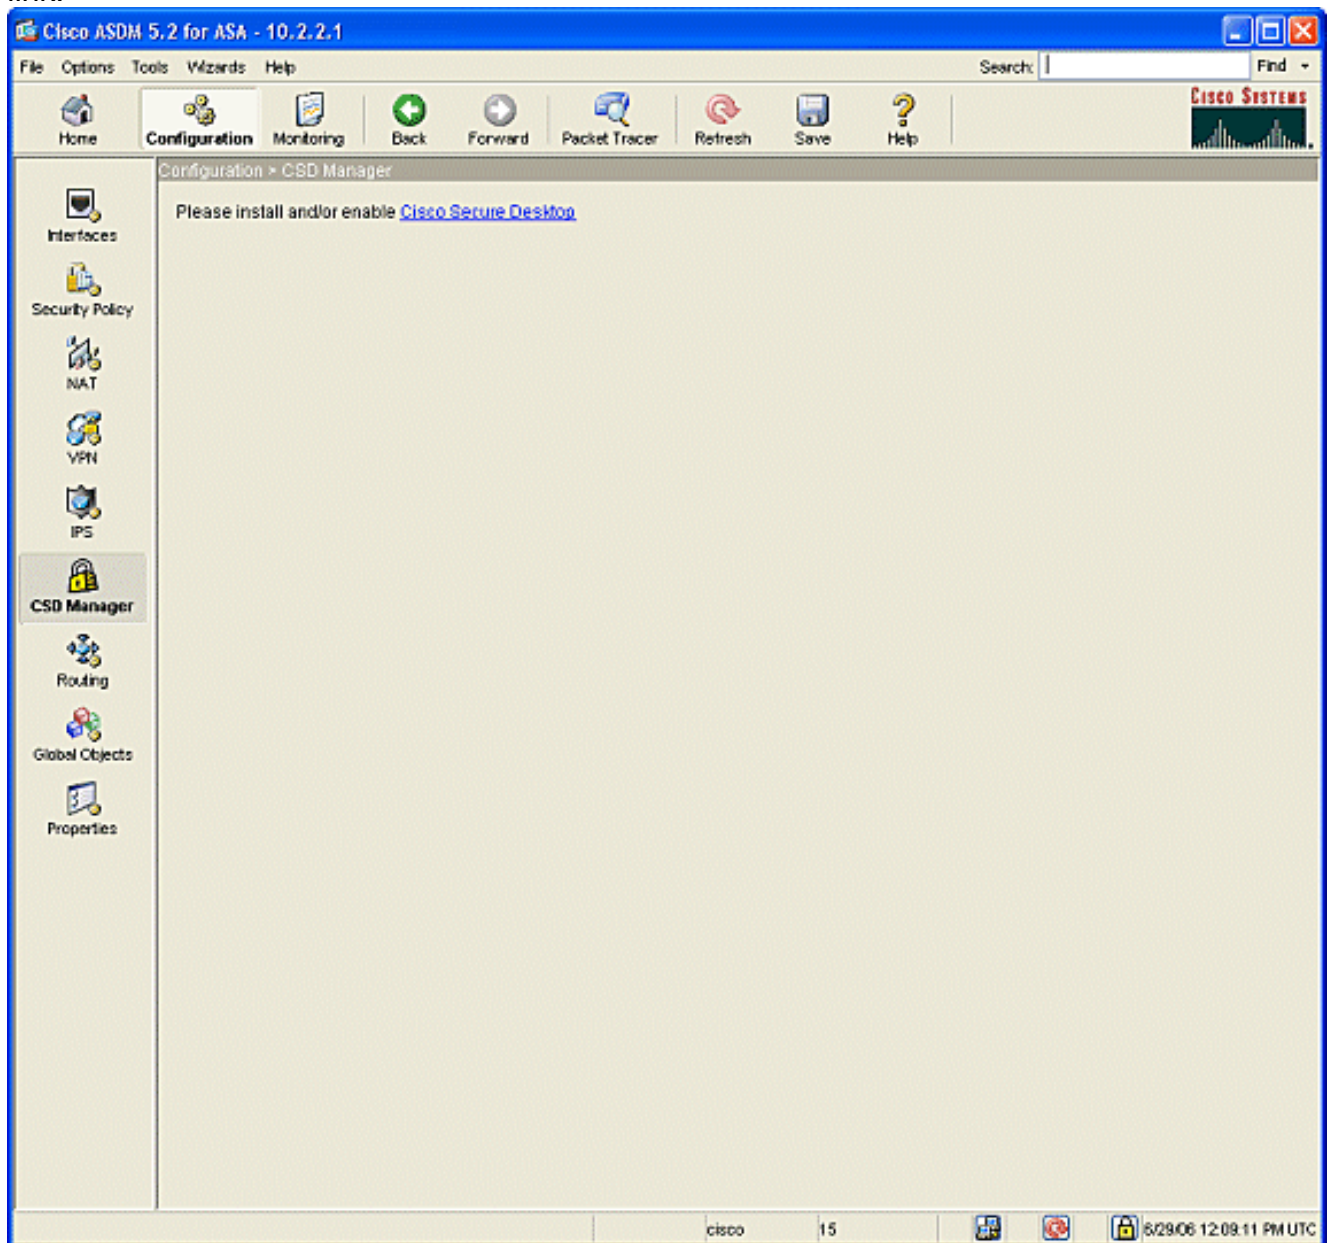 Cisco ASDM 5.2 for ASA - 10.2.2.1
File Options Tools Wizards Help Search: Find
Home Configuration Monitoring Back Forward Packet Tracer Refresh Save Help
CISCO SYSTEMS
Configuration > CSD Manager
Please install and/or enable Cisco Secure Desktop
Interfaces
Security Policy
NAT
VPN
IPS
CSD Manager
Routing
Global Objects
Properties
cisco 15 6/29/06 12:09:11 PM UTC